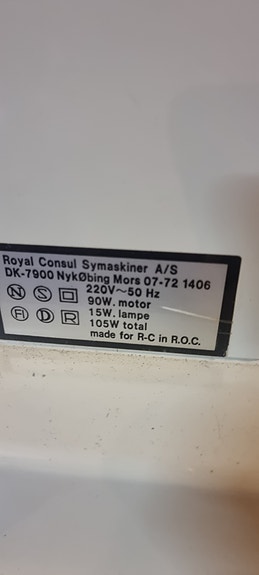 Royal Consul Symaskiner A/S
DK-7900 NykØbing Mors 07-72 1406
N S 220V~50 Hz
90W. motor
FI D R 15W. lampe
105W total
made for R-C in R.O.C.